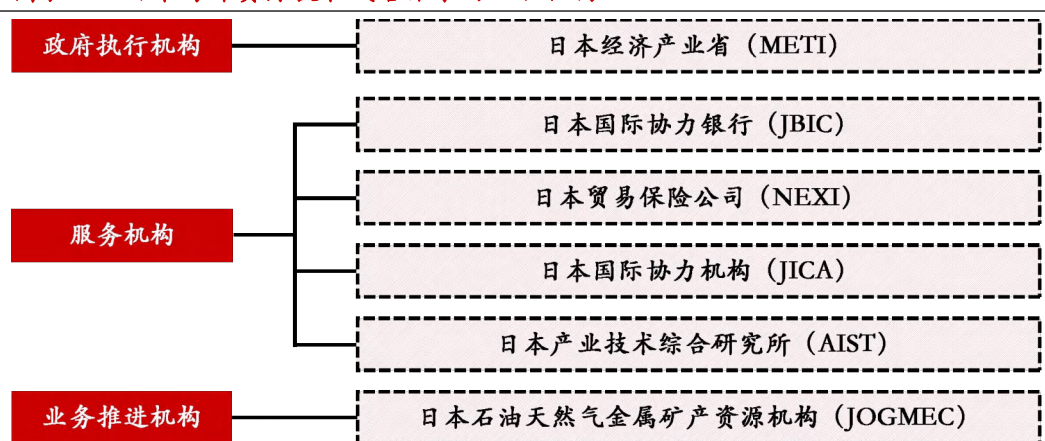 政府执行机构
日本经济产业省（METI）
日本国际协力银行（JBIC）
日本贸易保险公司（NEXI）
服务机构
日本国际协力机构（JICA）
日本产业技术综合研究所（AIST）
业务推进机构
日本石油天然气金属矿产资源机构（JOGMEC）